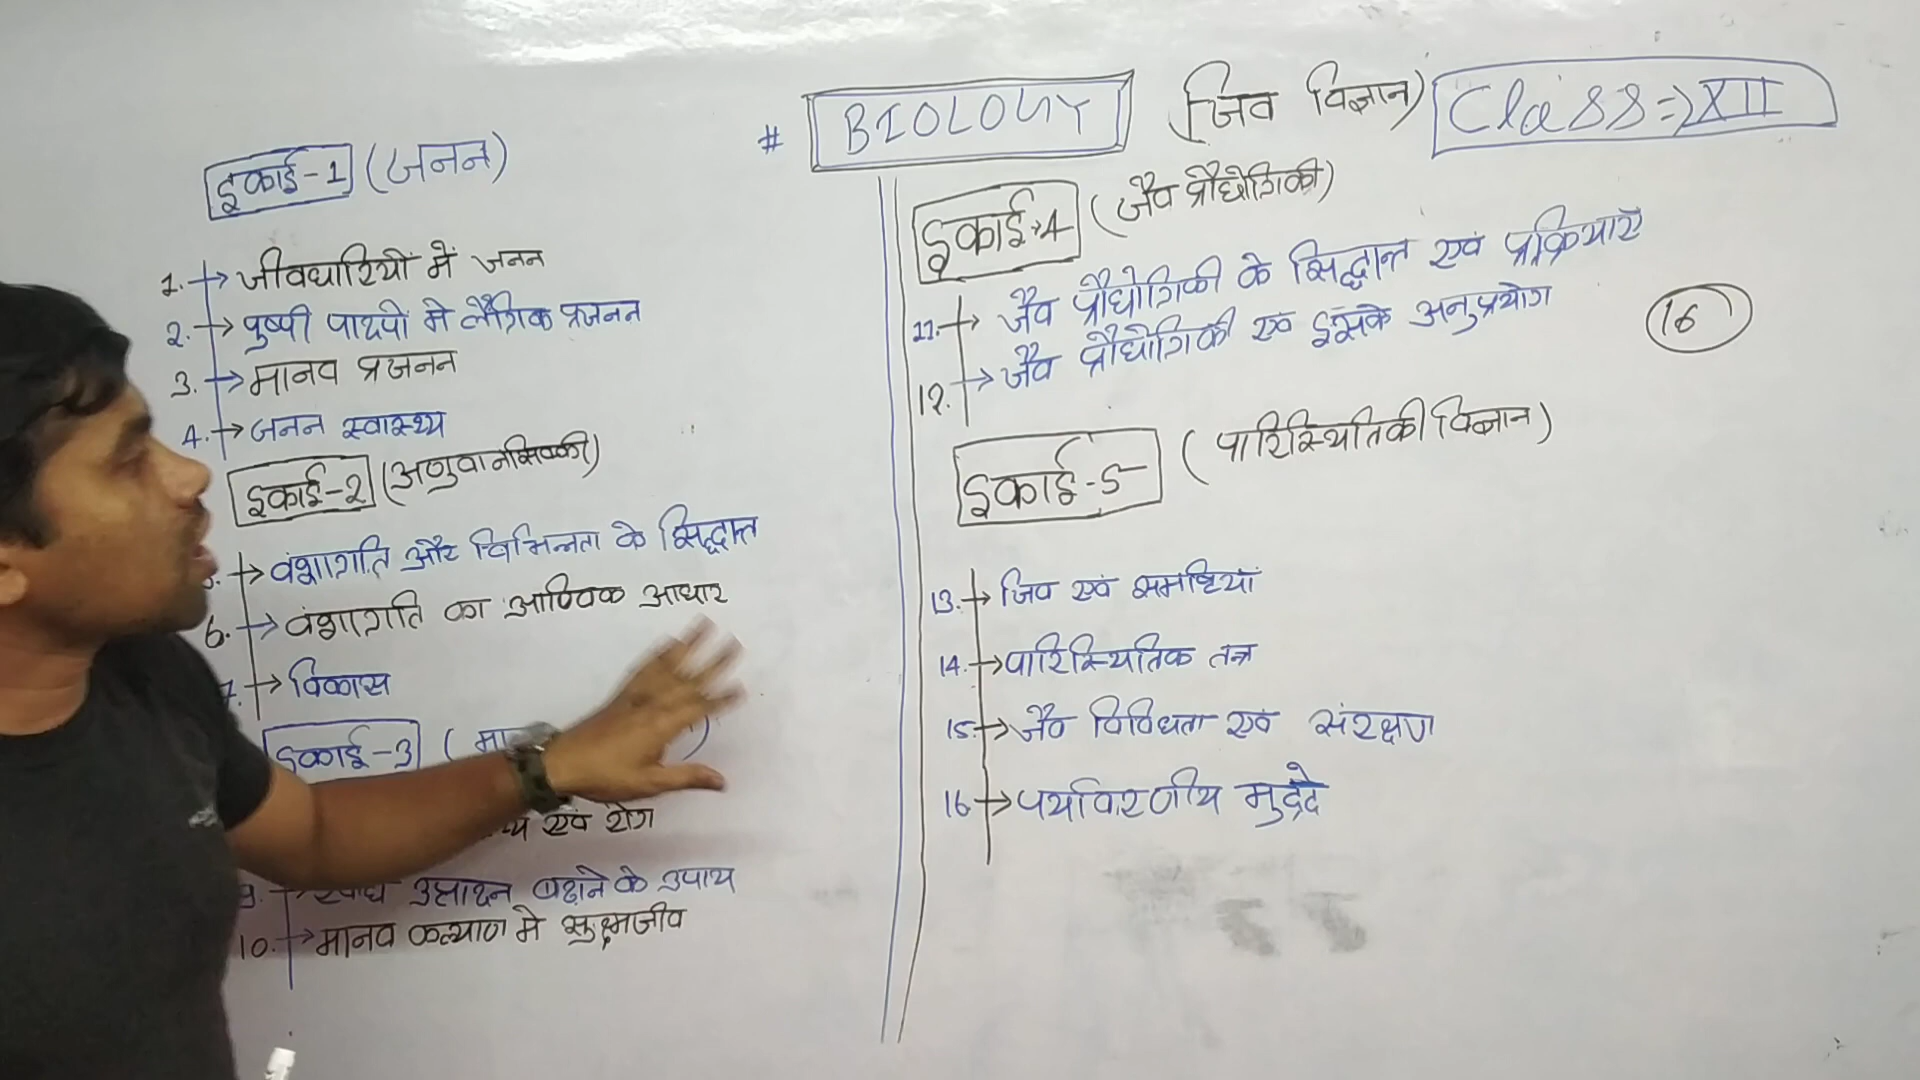 # BIOLOGY (जिव विज्ञान) Class => XII
इकाई-1 (जनन)
1. → जीवधारियों में जनन
2. → पुष्पी पादपो मे लैंगिक प्रजनन
3. → मानव प्रजनन
4. → जनन स्वास्थ्य
इकाई-2
→ वंशागति और विभिन्नता के सिद्धान्त
6. → वंशागति का आण्विक आधार
7. → विकास
इकाई-3 (
एवं रोग
9. → खाद्य उत्पादन बढ़ाने के उपाय
10. → मानव कल्याण मे सुक्ष्मजीव
इकाई→4 (जैव प्रौद्योगिकी)
11. → जैव प्रौद्योगिकी के सिद्धान्त एवं प्रक्रियाऐं
12. → जैव प्रौद्योगिकी एवं इसके अनुप्रयोग
16
इकाई-5 (पारिस्थितिकी विज्ञान)
13. → जिव एवं समष्टियाँ
14. → पारिस्थितिक तन्त्र
15. → जैव विविधता एवं संरक्षण
16 → पर्यावरणीय मुद्दे